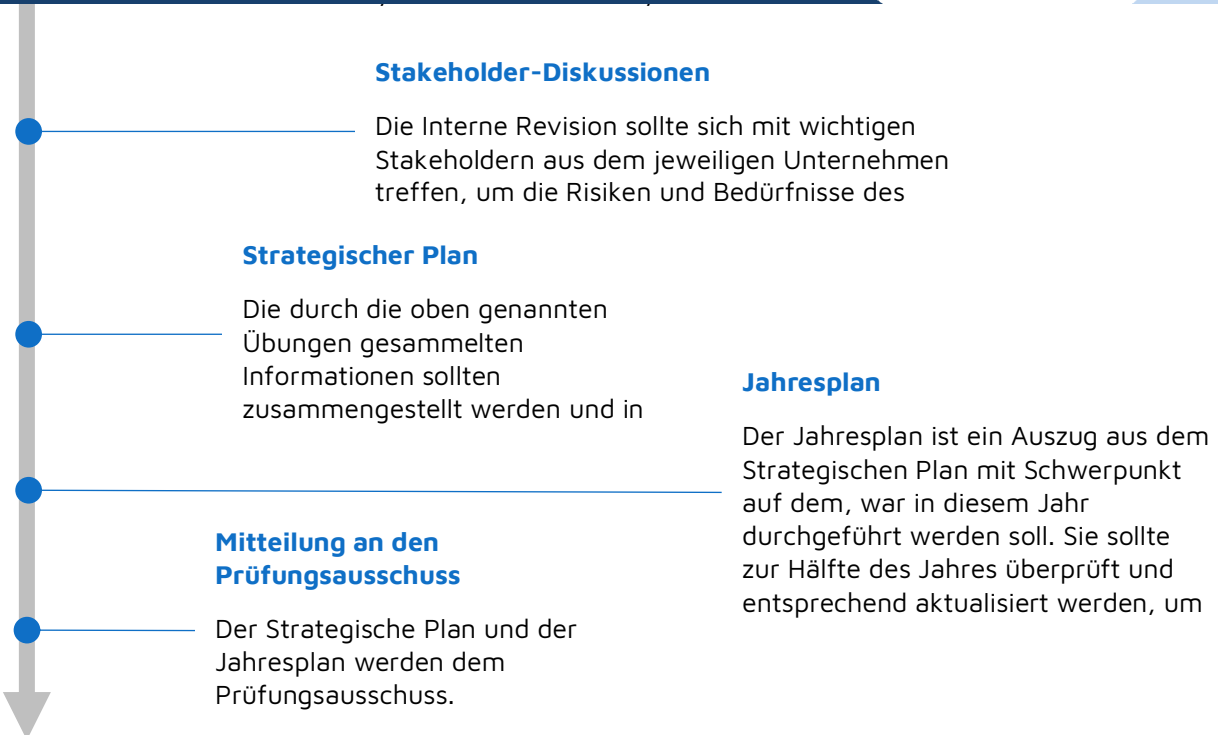 Stakeholder-Diskussionen
Die Interne Revision sollte sich mit wichtigen
Stakeholdern aus dem jeweiligen Unternehmen
treffen, um die Risiken und Bedürfnisse des
Strategischer Plan
Die durch die oben genannten
Übungen gesammelten
Informationen sollten
zusammengestellt werden und in
Jahresplan
Der Jahresplan ist ein Auszug aus dem
Strategischen Plan mit Schwerpunkt
auf dem, war in diesem Jahr
durchgeführt werden soll. Sie sollte
zur Hälfte des Jahres überprüft und
entsprechend aktualisiert werden, um
Mitteilung an den
Prüfungsausschuss
Der Strategische Plan und der
Jahresplan werden dem
Prüfungsausschuss.